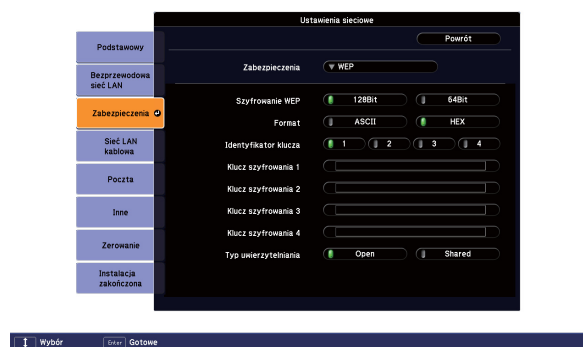 Ustawienia sieciowe
Powrót
Podstawowy
Bezprzewodowa
sieć LAN
Zabezpieczenia
Sieć LAN
kablowa
Poczta
Inne
Zerowanie
Instalacja
zakończona
Zabezpieczenia WEP
Szyfrowanie WEP 128Bit 64Bit
Format ASCII HEX
Identyfikator klucza 1 2 3 4
Klucz szyfrowania 1
Klucz szyfrowania 2
Klucz szyfrowania 3
Klucz szyfrowania 4
Typ uwierzytelniania Open Shared
Wybór Enter Gotowe